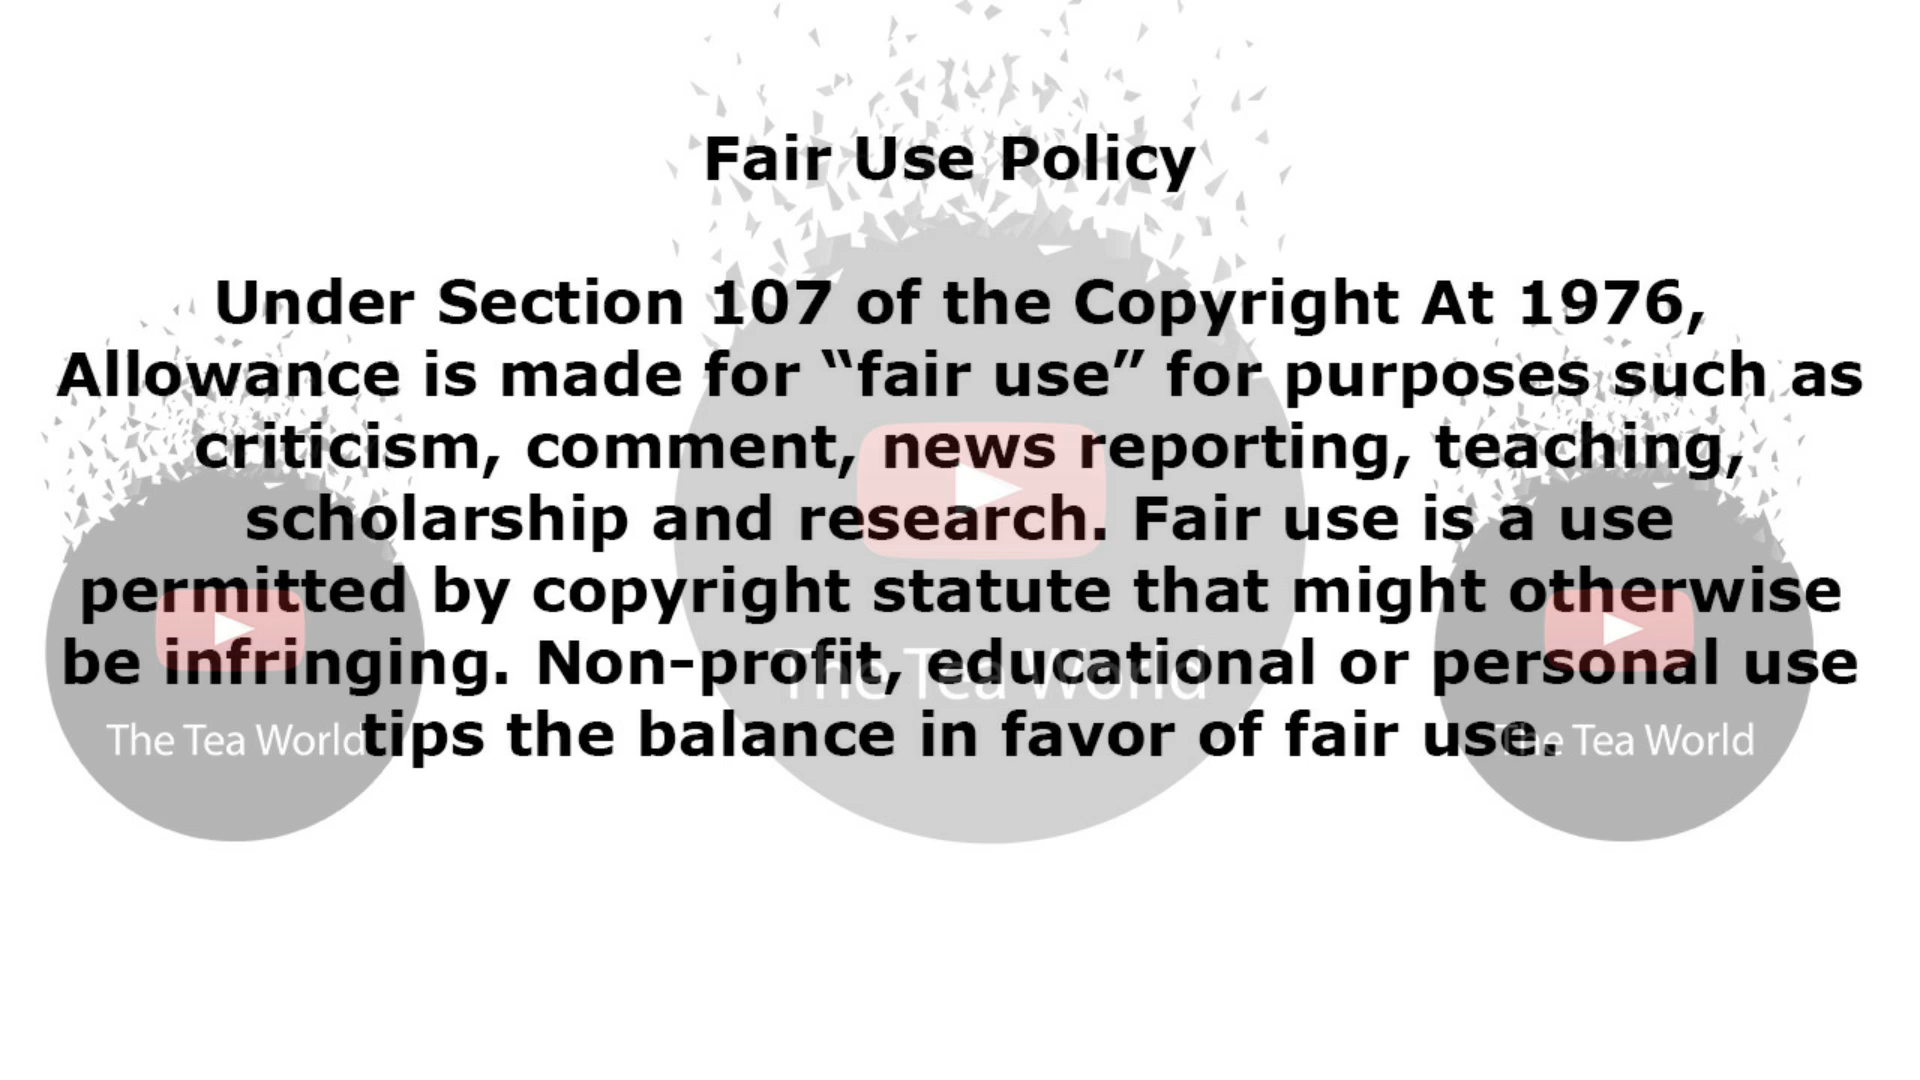 Fair Use Policy
Under Section 107 of the Copyright At 1976,
Allowance is made for “fair use” for purposes such as
criticism, comment, news reporting, teaching,
scholarship and research. Fair use is a use
permitted by copyright statute that might otherwise
be infringing. Non-profit, educational or personal use
tips the balance in favor of fair use.
The Tea World
The Tea World
The Tea World